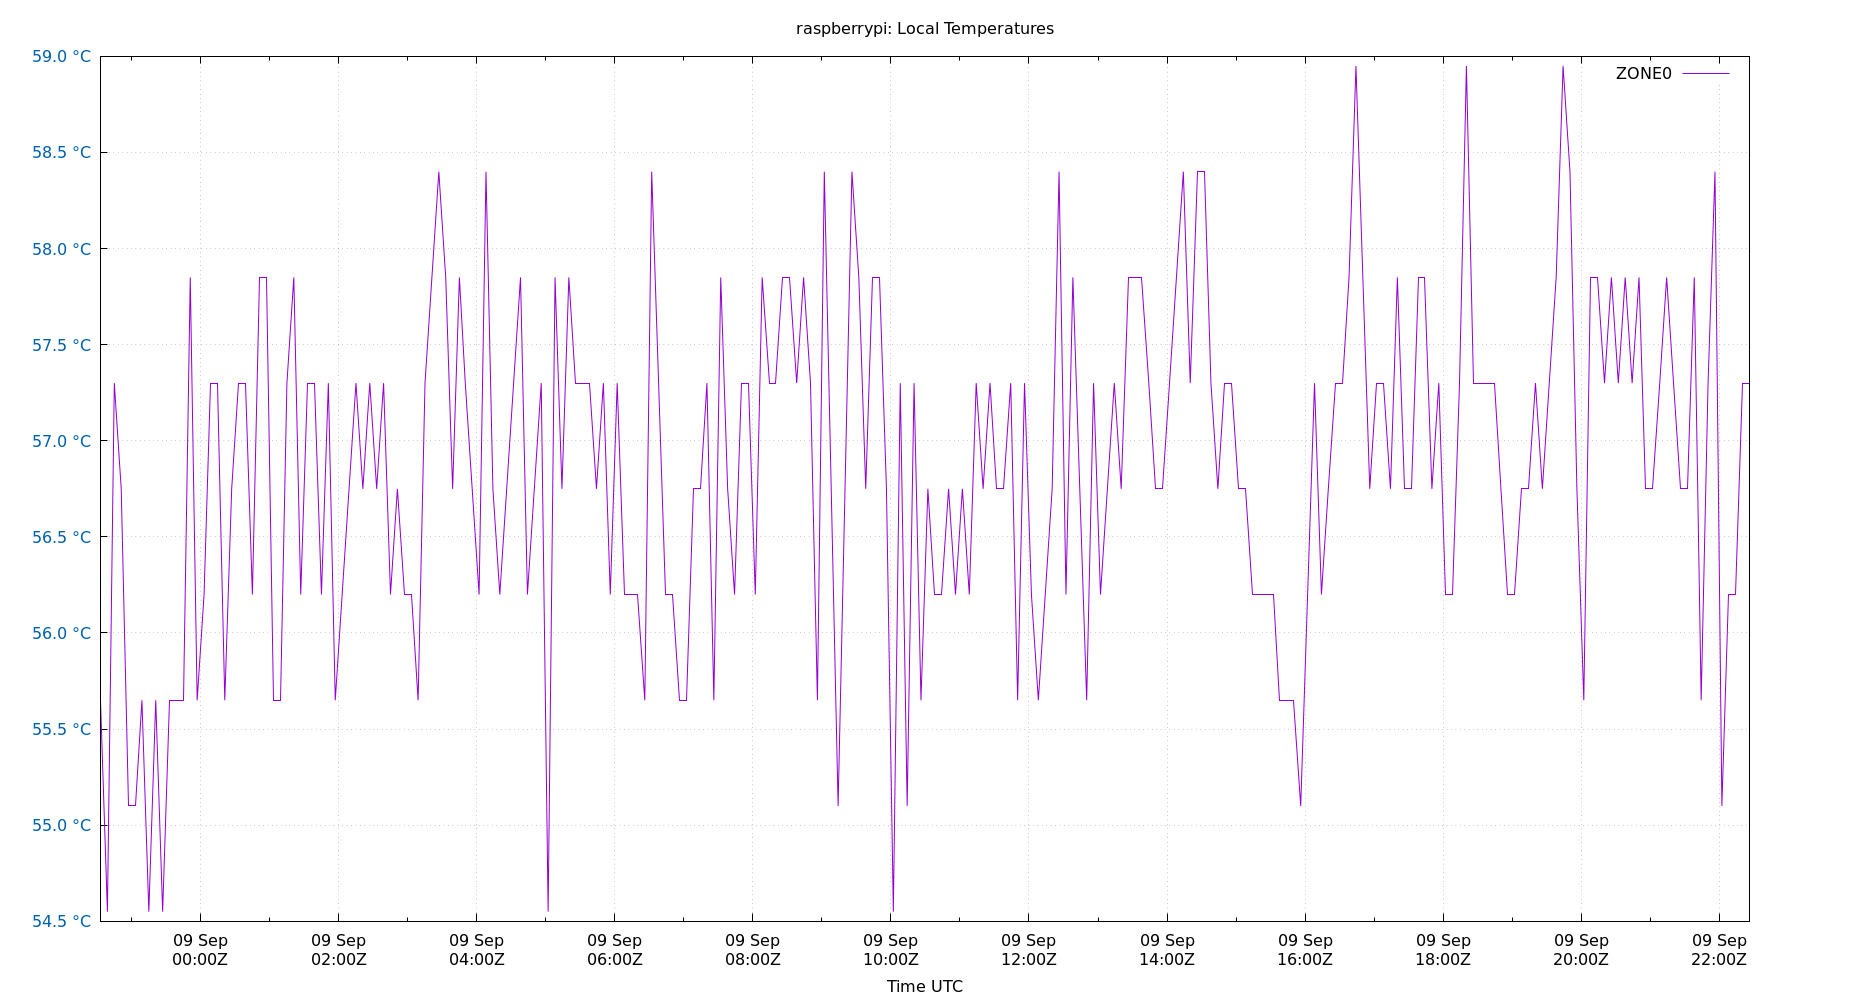 raspberrypi: Local Temperatures
59.0 °C
ZONE0
58.5 °C
58.0 °C
57.5 °C
57.0 °C
56.5 °C
56.0 °C
55.5 °C
55.0 °C
54.5 °C
09 Sep 09 Sep 09 Sep 09 Sep 09 Sep 09 Sep 09 Sep 09 Sep 09 Sep 09 Sep 09 Sep 09 Sep
00:00Z 02:00Z 04:00Z 06:00Z 08:00Z 10:00Z 12:00Z 14:00Z 16:00Z 18:00Z 20:00Z 22:00Z
Time UTC